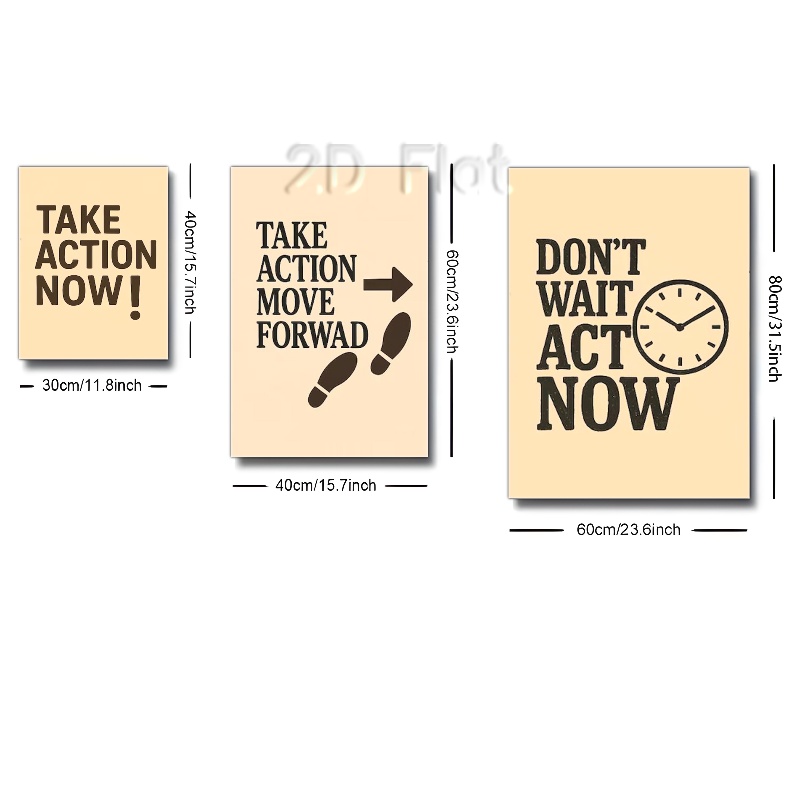 2D Flat
TAKE
ACTION
NOW!
40cm/15.7inch
30cm/11.8inch
TAKE
ACTION
MOVE
FORWAD
60cm/23.6inch
40cm/15.7inch
DON'T
WAIT
ACT
NOW
80cm/31.5inch
60cm/23.6inch